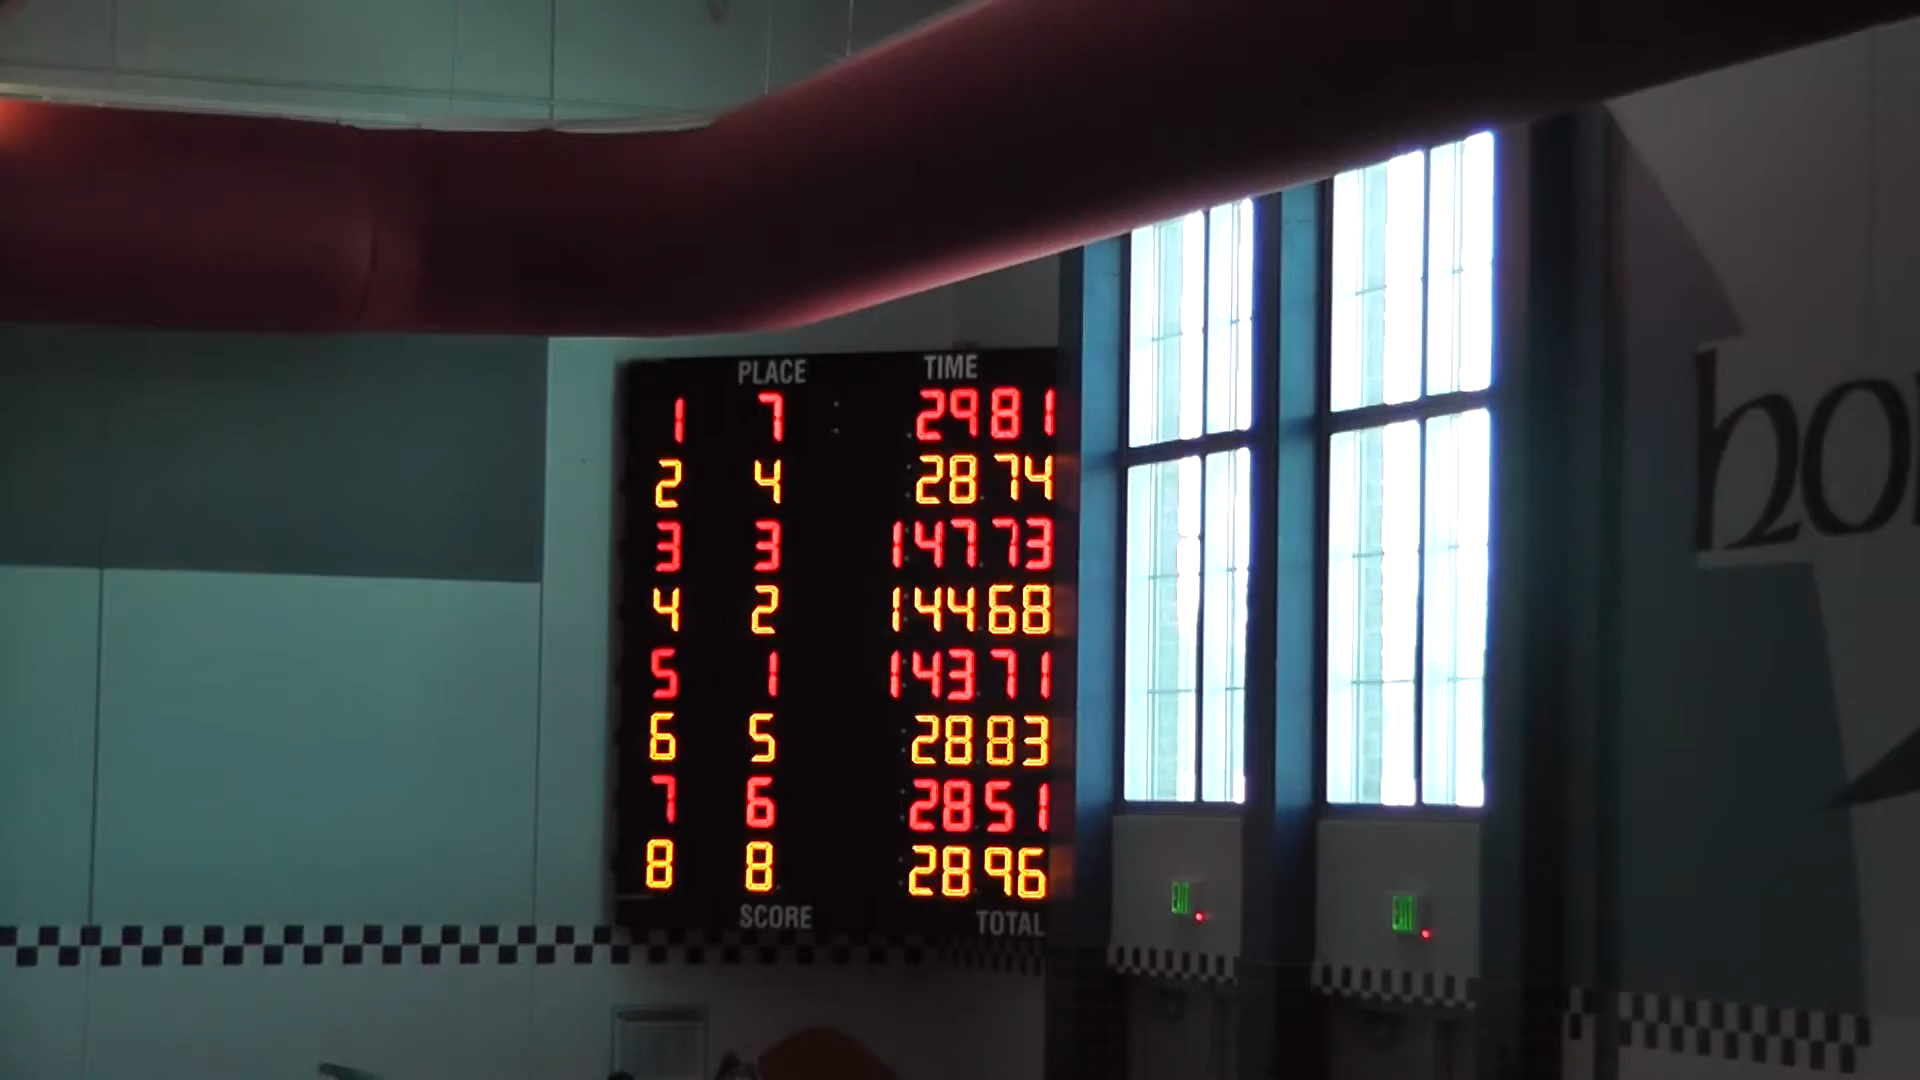 PLACE TIME
1 7 : 29.81
2 4 28.74
3 3 1:47.73
4 2 1:44.68
5 1 1:43.71
6 5 28.83
7 6 28.51
8 8 28.96
SCORE TOTAL
EXIT EXIT